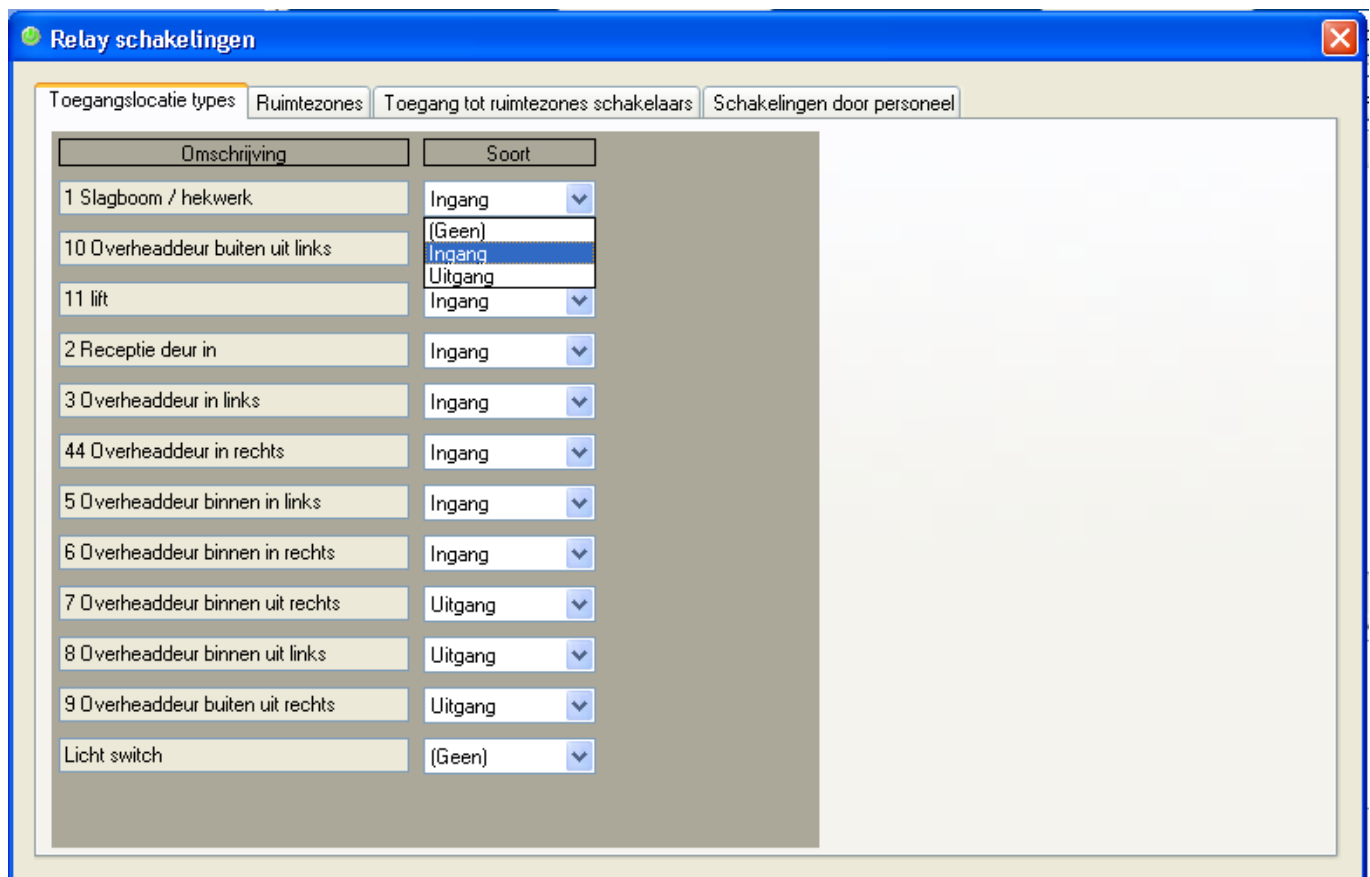 Relay schakelingen
Toegangslocatie types Ruimtezones Toegang tot ruimtezones schakelaars Schakelingen door personeel
Omschrijving Soort
1 Slagboom / hekwerk Ingang
(Geen)
10 Overheaddeur buiten uit links Ingang
Uitgang
11 lift Ingang
2 Receptie deur in Ingang
3 Overheaddeur in links Ingang
44 Overheaddeur in rechts Ingang
5 Overheaddeur binnen in links Ingang
6 Overheaddeur binnen in rechts Ingang
7 Overheaddeur binnen uit rechts Uitgang
8 Overheaddeur binnen uit links Uitgang
9 Overheaddeur buiten uit rechts Uitgang
Licht switch (Geen)